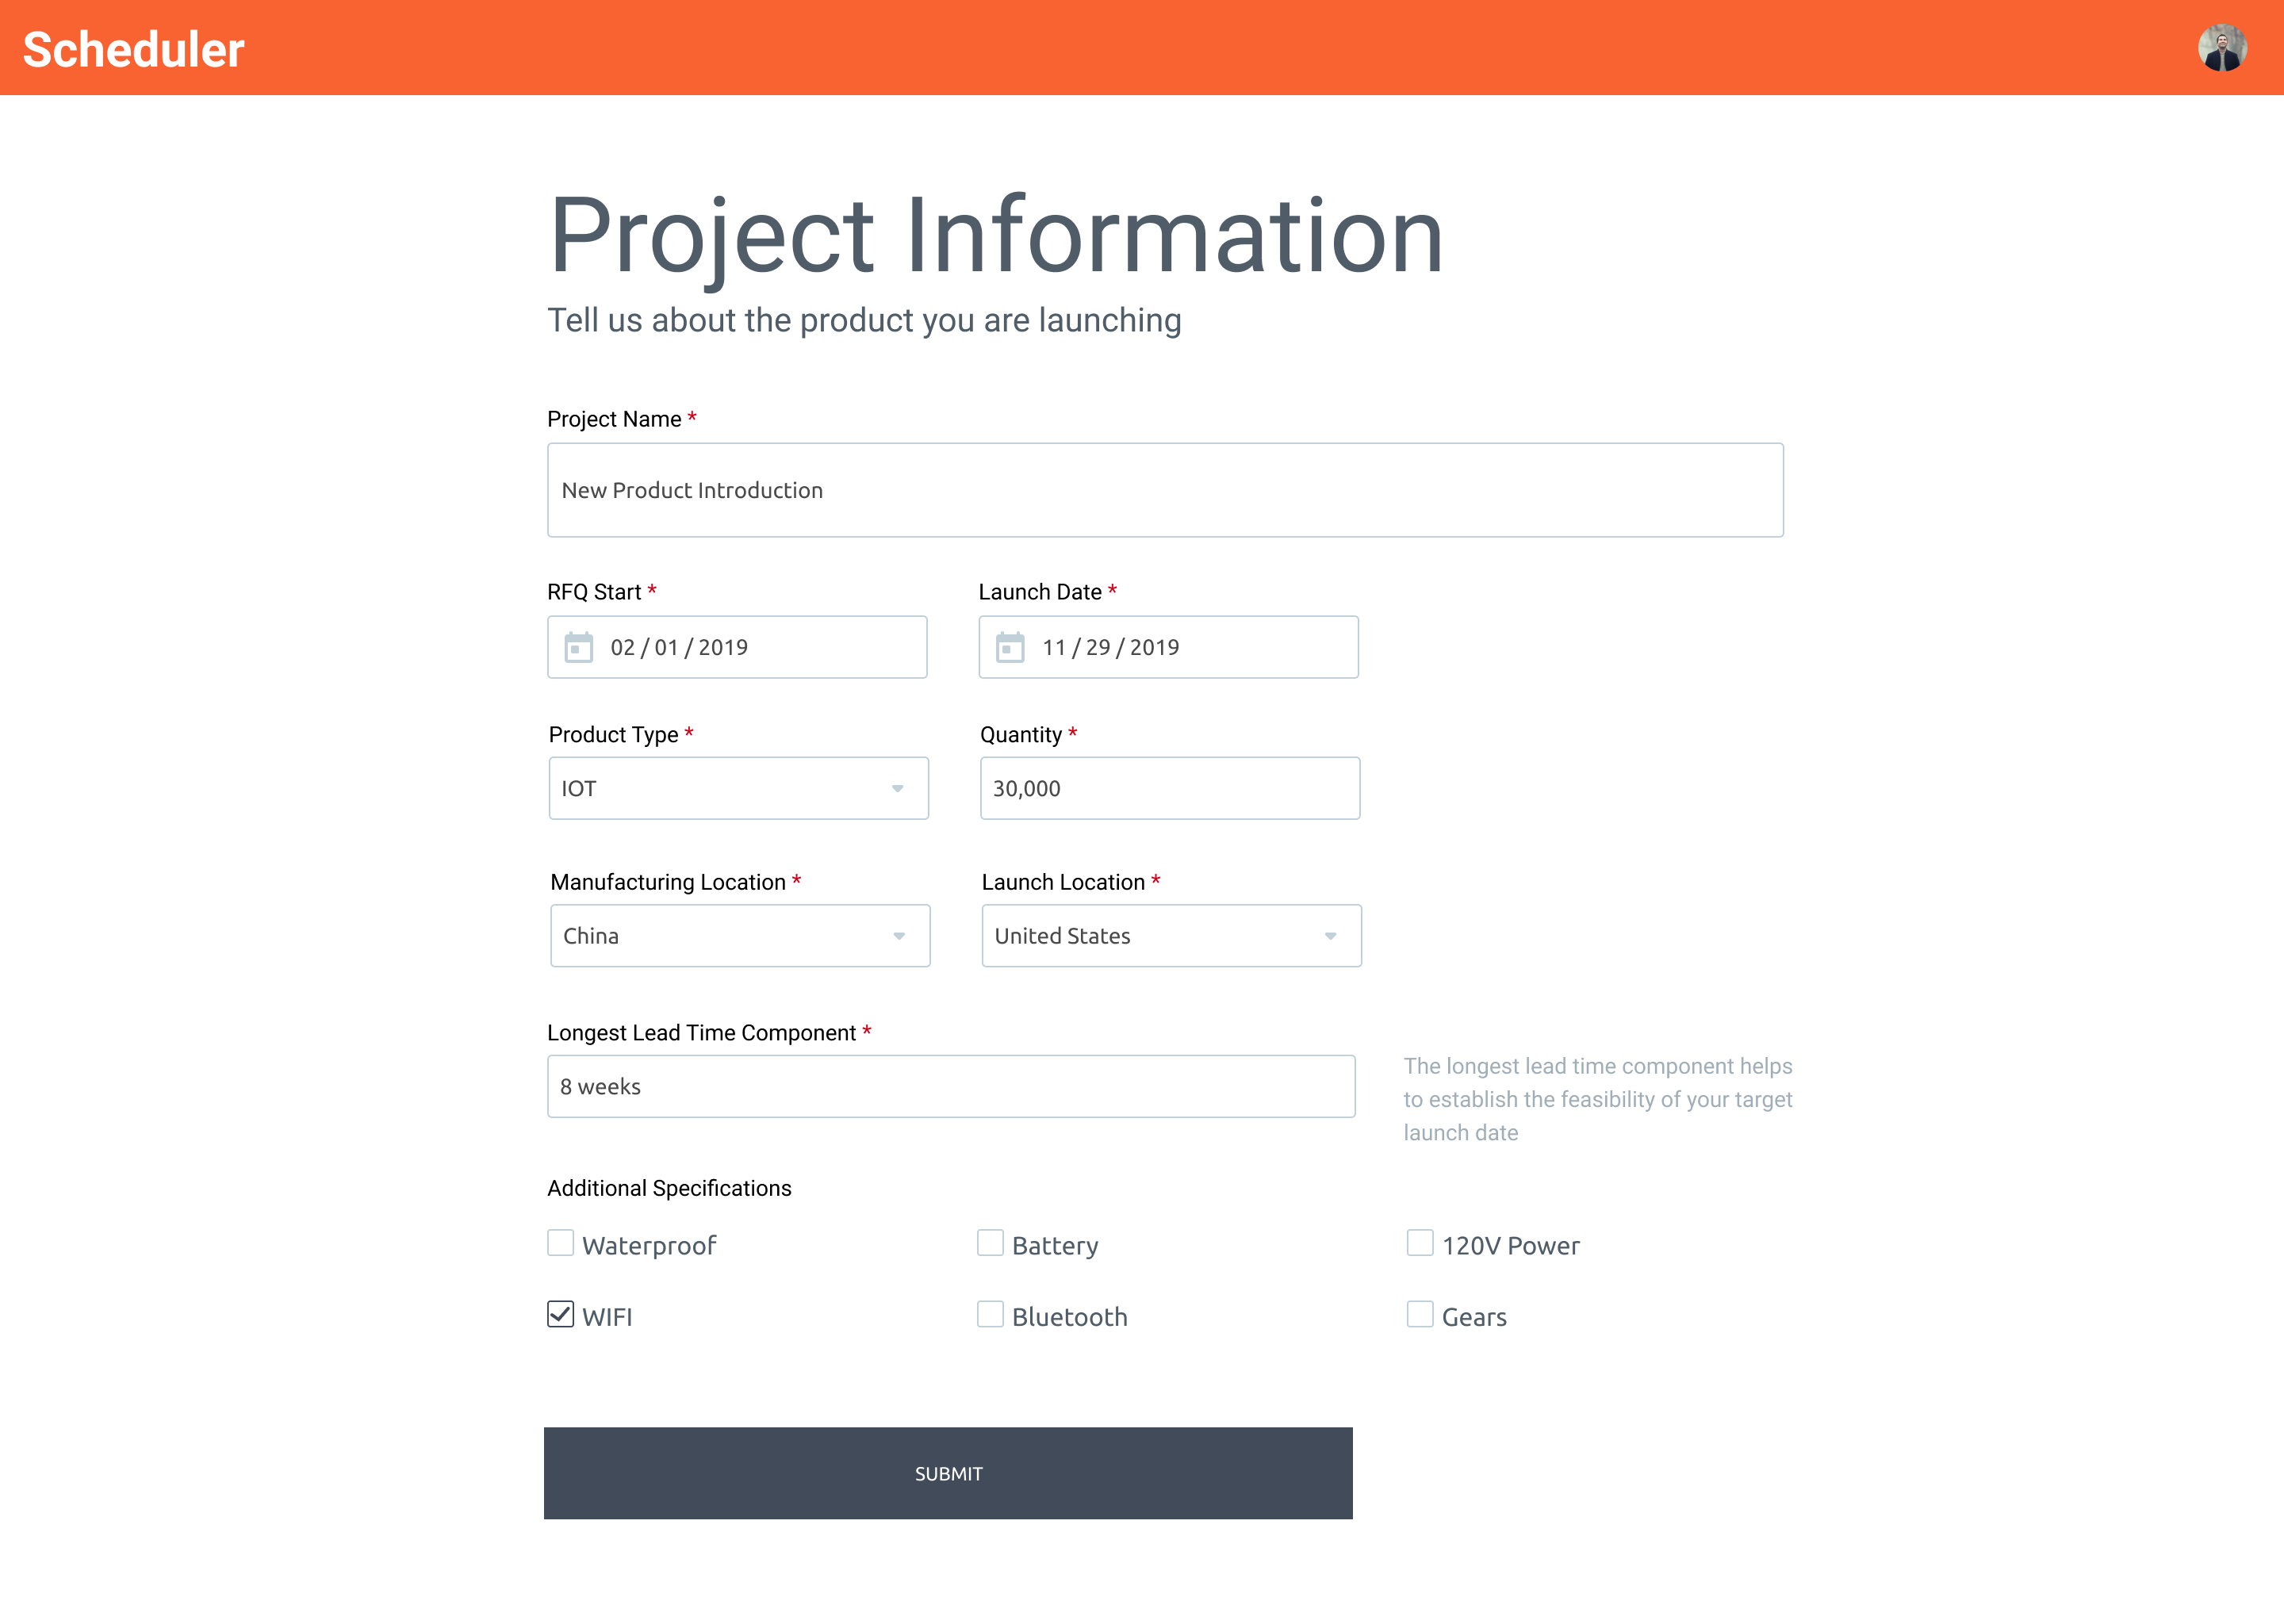 Scheduler
Project Information
Tell us about the product you are launching
Project Name *
New Product Introduction
RFQ Start *
Launch Date *
02 / 01 / 2019
11 / 29 / 2019
Product Type *
Quantity *
IOT
30,000
Manufacturing Location *
Launch Location *
China
United States
Longest Lead Time Component *
8 weeks
The longest lead time component helps
to establish the feasibility of your target
launch date
Additional Specifications
Waterproof
Battery
120V Power
WIFI
Bluetooth
Gears
SUBMIT